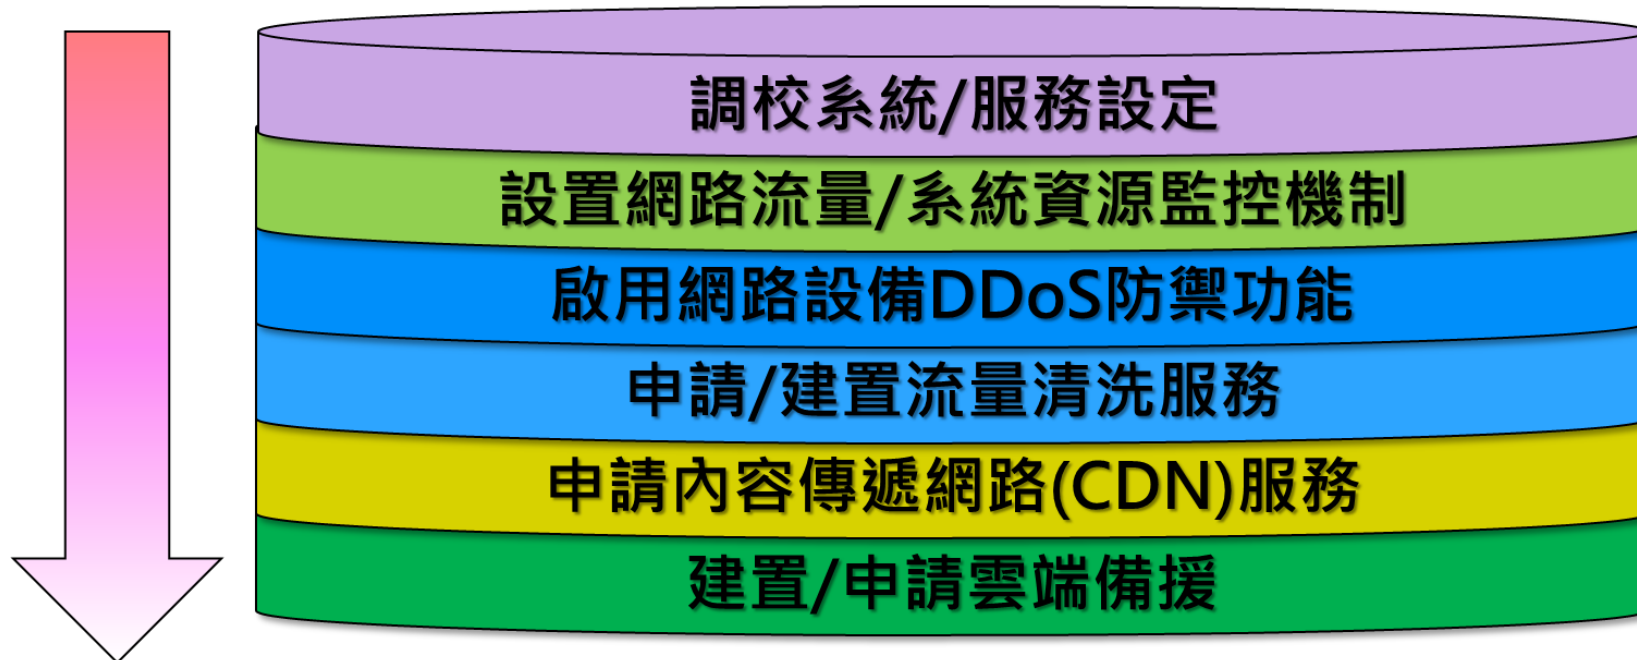 調校系統/服務設定
設置網路流量/系統資源監控機制
啟用網路設備DDoS防禦功能
申請/建置流量清洗服務
申請內容傳遞網路(CDN)服務
建置/申請雲端備援